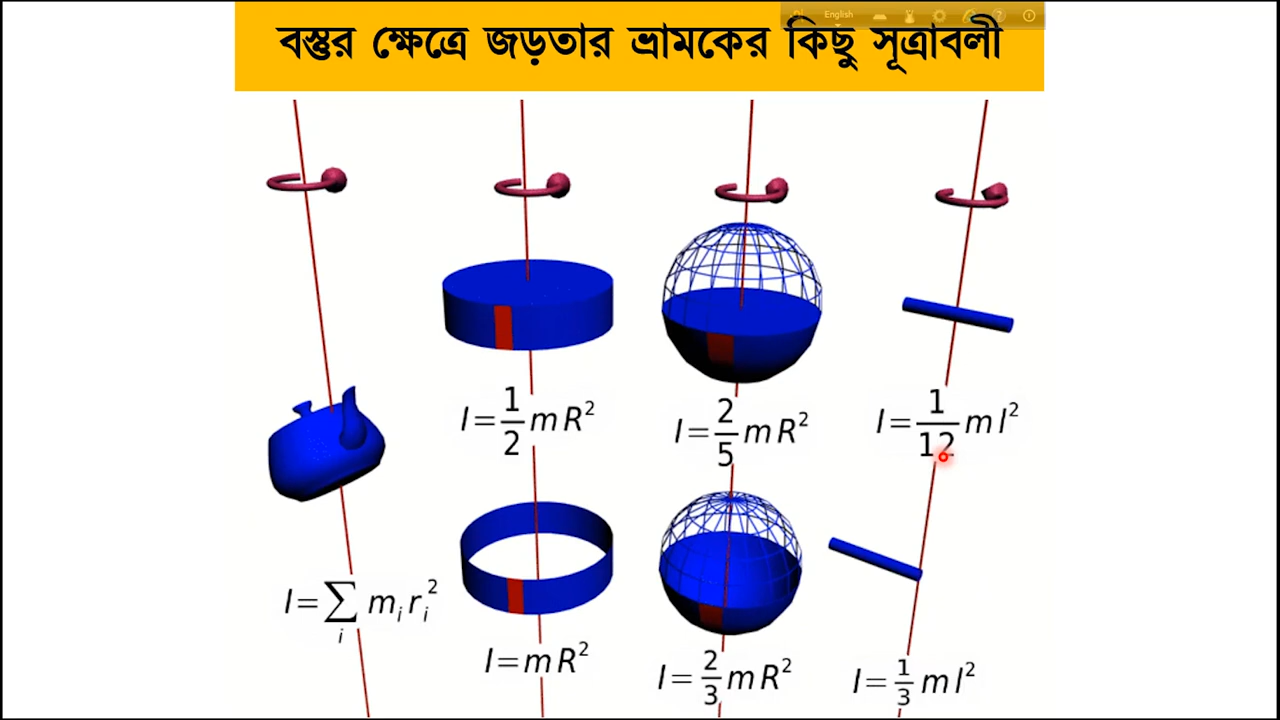 English
বস্তুর ক্ষেত্রে জড়তার ভ্রামকের কিছু সূত্রাবলী
I=1/2 mR²
I=2/5 mR²
I=1/12 ml²
I=∑ᵢ mᵢrᵢ²
I=mR²
I=2/3 mR²
I=1/3 ml²